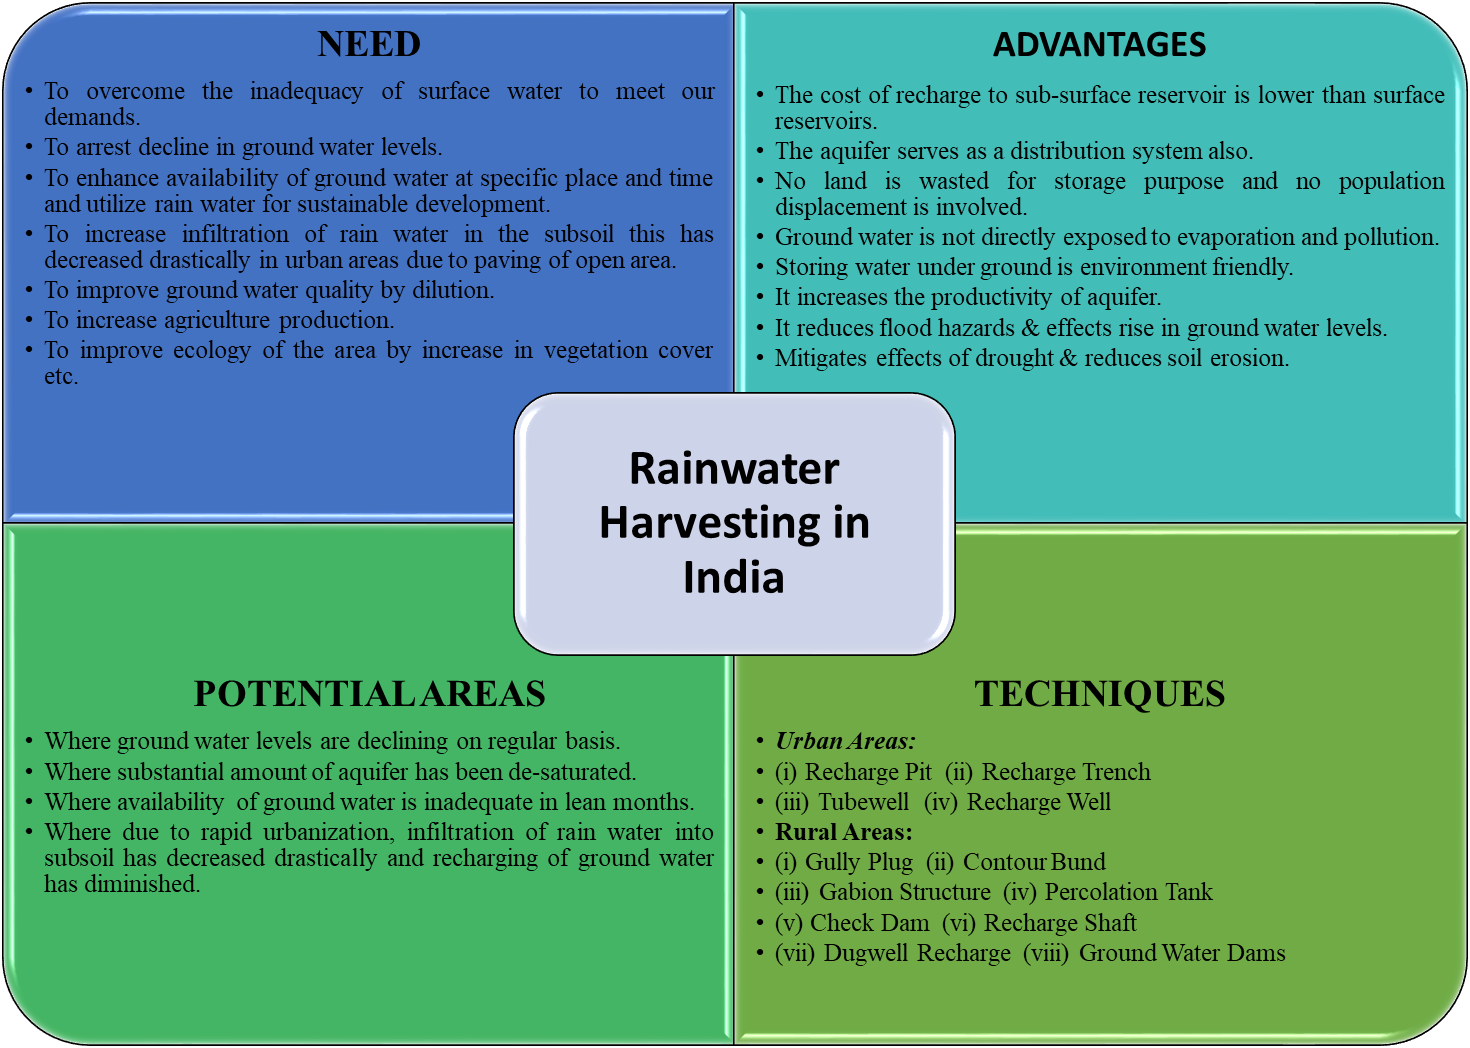 NEED
• To overcome the inadequacy of surface water to meet our
demands.
• To arrest decline in ground water levels.
• To enhance availability of ground water at specific place and time
and utilize rain water for sustainable development.
• To increase infiltration of rain water in the subsoil this has
decreased drastically in urban areas due to paving of open area.
• To improve ground water quality by dilution.
• To increase agriculture production.
• To improve ecology of the area by increase in vegetation cover
etc.
ADVANTAGES
• The cost of recharge to sub-surface reservoir is lower than surface
reservoirs.
• The aquifer serves as a distribution system also.
• No land is wasted for storage purpose and no population
displacement is involved.
• Ground water is not directly exposed to evaporation and pollution.
• Storing water under ground is environment friendly.
• It increases the productivity of aquifer.
• It reduces flood hazards & effects rise in ground water levels.
• Mitigates effects of drought & reduces soil erosion.
Rainwater
Harvesting in
India
POTENTIAL AREAS
• Where ground water levels are declining on regular basis.
• Where substantial amount of aquifer has been de-saturated.
• Where availability of ground water is inadequate in lean months.
• Where due to rapid urbanization, infiltration of rain water into
subsoil has decreased drastically and recharging of ground water
has diminished.
TECHNIQUES
• Urban Areas:
• (i) Recharge Pit (ii) Recharge Trench
• (iii) Tubewell (iv) Recharge Well
• Rural Areas:
• (i) Gully Plug (ii) Contour Bund
• (iii) Gabion Structure (iv) Percolation Tank
• (v) Check Dam (vi) Recharge Shaft
• (vii) Dugwell Recharge (viii) Ground Water Dams